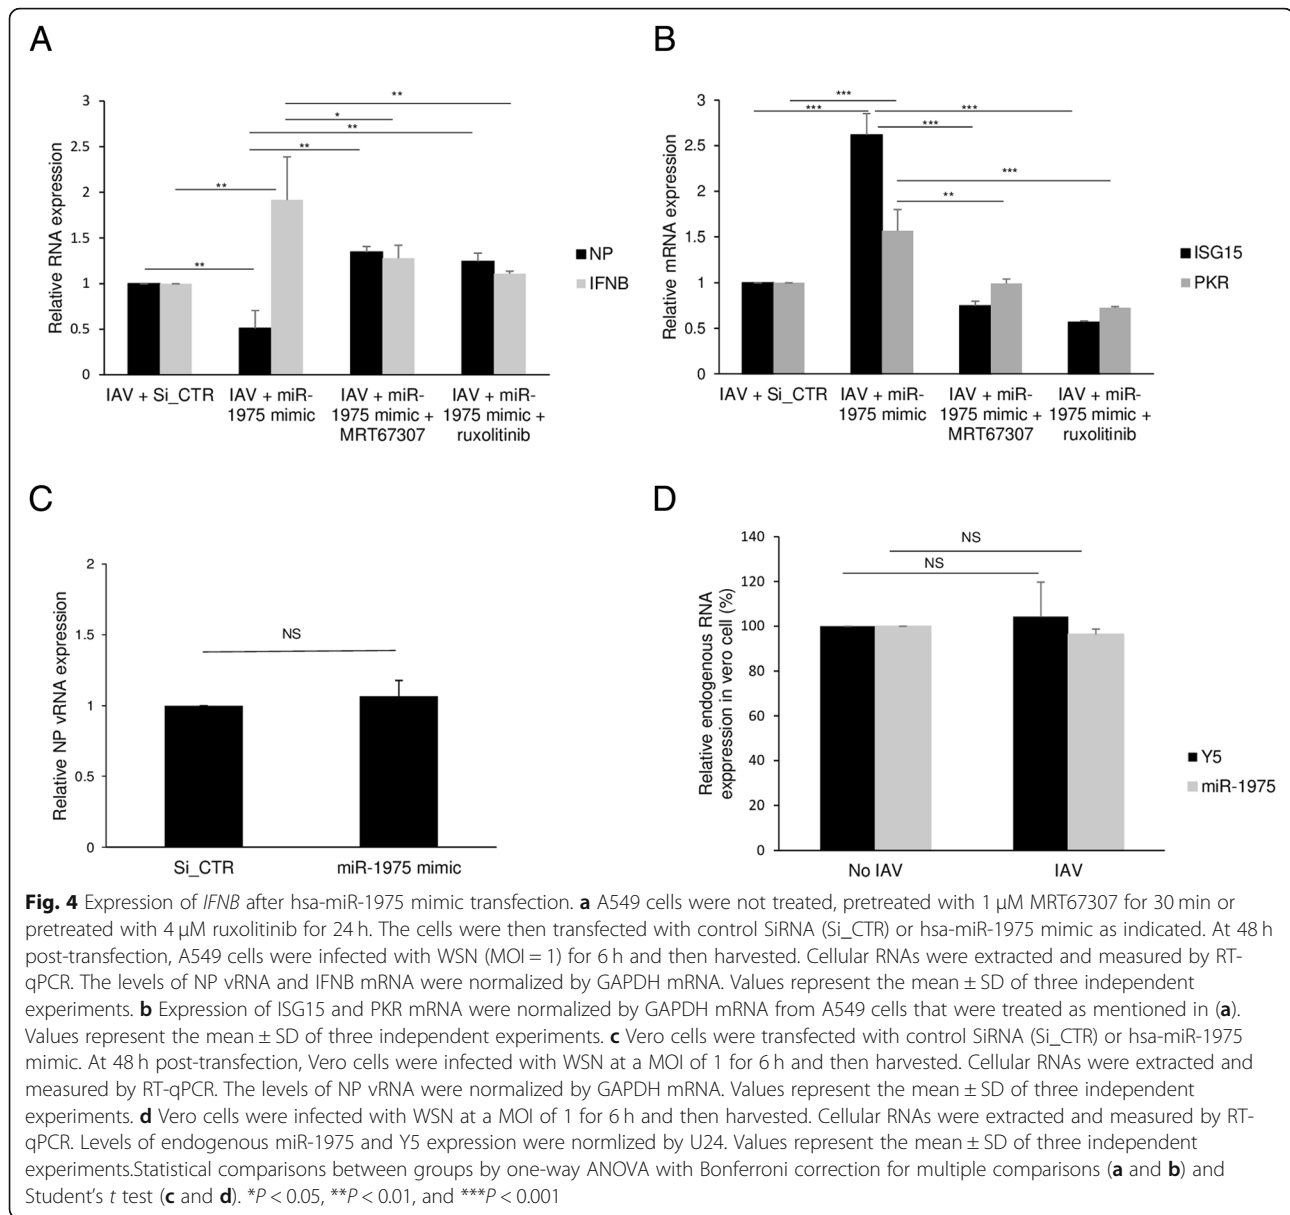 A
Relative RNA expression
3
2.5
2
1.5
1
0.5
0
**
*
**
**
**
**
NP
IFNB
IAV + Si_CTR
IAV + miR-
1975 mimic
IAV + miR-
1975 mimic +
MRT67307
IAV + miR-
1975 mimic +
ruxolitinib
B
Relative mRNA expression
3
2.5
2
1.5
1
0.5
0
***
***
***
***
***
**
ISG15
PKR
IAV + Si_CTR
IAV + miR-
1975 mimic
IAV + miR-
1975 mimic +
MRT67307
IAV + miR-
1975 mimic +
ruxolitinib
C
Relative NP vRNA expression
2
1.5
1
0.5
0
NS
Si_CTR
miR-1975 mimic
D
Relative endogenous RNA
exppression in vero cell (%)
140
120
100
80
60
40
20
0
NS
NS
Y5
miR-1975
No IAV
IAV
Fig. 4 Expression of IFNB after hsa-miR-1975 mimic transfection. a A549 cells were not treated, pretreated with 1 μM MRT67307 for 30 min or
pretreated with 4 μM ruxolitinib for 24 h. The cells were then transfected with control SiRNA (Si_CTR) or hsa-miR-1975 mimic as indicated. At 48 h
post-transfection, A549 cells were infected with WSN (MOI = 1) for 6 h and then harvested. Cellular RNAs were extracted and measured by RT-
qPCR. The levels of NP vRNA and IFNB mRNA were normalized by GAPDH mRNA. Values represent the mean ± SD of three independent
experiments. b Expression of ISG15 and PKR mRNA were normalized by GAPDH mRNA from A549 cells that were treated as mentioned in (a).
Values represent the mean ± SD of three independent experiments. c Vero cells were transfected with control SiRNA (Si_CTR) or hsa-miR-1975
mimic. At 48 h post-transfection, Vero cells were infected with WSN at a MOI of 1 for 6 h and then harvested. Cellular RNAs were extracted and
measured by RT-qPCR. The levels of NP vRNA were normalized by GAPDH mRNA. Values represent the mean ± SD of three independent
experiments. d Vero cells were infected with WSN at a MOI of 1 for 6 h and then harvested. Cellular RNAs were extracted and measured by RT-
qPCR. Levels of endogenous miR-1975 and Y5 expression were normlized by U24. Values represent the mean ± SD of three independent
experiments.Statistical comparisons between groups by one-way ANOVA with Bonferroni correction for multiple comparisons (a and b) and
Student's t test (c and d). *P < 0.05, **P < 0.01, and ***P < 0.001